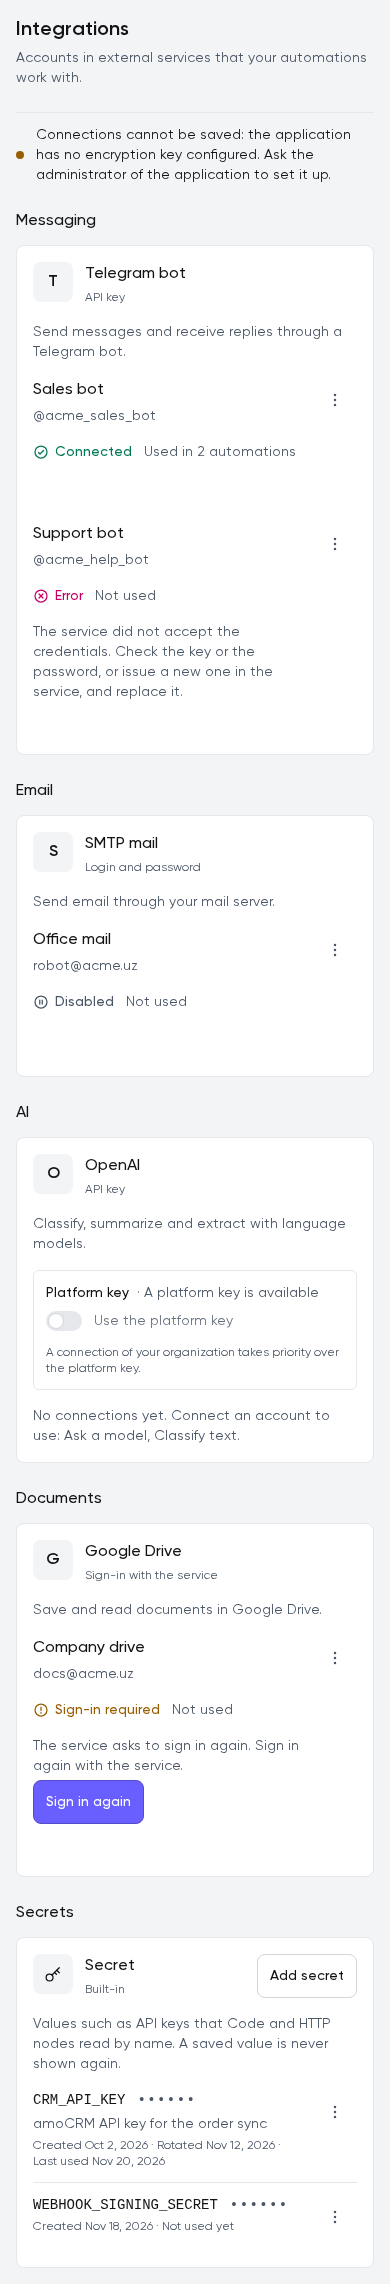 Integrations
Accounts in external services that your automations
work with.
Connections cannot be saved: the application
has no encryption key configured. Ask the
administrator of the application to set it up.
Messaging
T
Telegram bot
API key
Send messages and receive replies through a
Telegram bot.
Sales bot
@acme_sales_bot
Connected Used in 2 automations
Support bot
@acme_help_bot
Error Not used
The service did not accept the
credentials. Check the key or the
password, or issue a new one in the
service, and replace it.
Email
S
SMTP mail
Login and password
Send email through your mail server.
Office mail
robot@acme.uz
Disabled Not used
AI
O
OpenAI
API key
Classify, summarize and extract with language
models.
Platform key · A platform key is available
Use the platform key
A connection of your organization takes priority over
the platform key.
No connections yet. Connect an account to
use: Ask a model, Classify text.
Documents
G
Google Drive
Sign-in with the service
Save and read documents in Google Drive.
Company drive
docs@acme.uz
Sign-in required Not used
The service asks to sign in again. Sign in
again with the service.
Sign in again
Secrets
Secret
Built-in
Add secret
Values such as API keys that Code and HTTP
nodes read by name. A saved value is never
shown again.
CRM_API_KEY ••••••
amoCRM API key for the order sync
Created Oct 2, 2026 · Rotated Nov 12, 2026 ·
Last used Nov 20, 2026
WEBHOOK_SIGNING_SECRET ••••••
Created Nov 18, 2026 · Not used yet